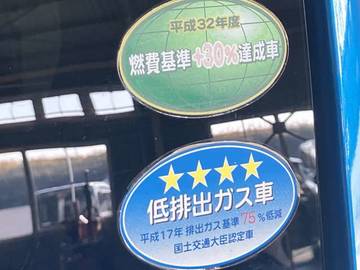 平成32年度
燃費基準+30%達成車
低排出ガス車
平成17年 排出ガス基準 75%低減
国土交通大臣認定車